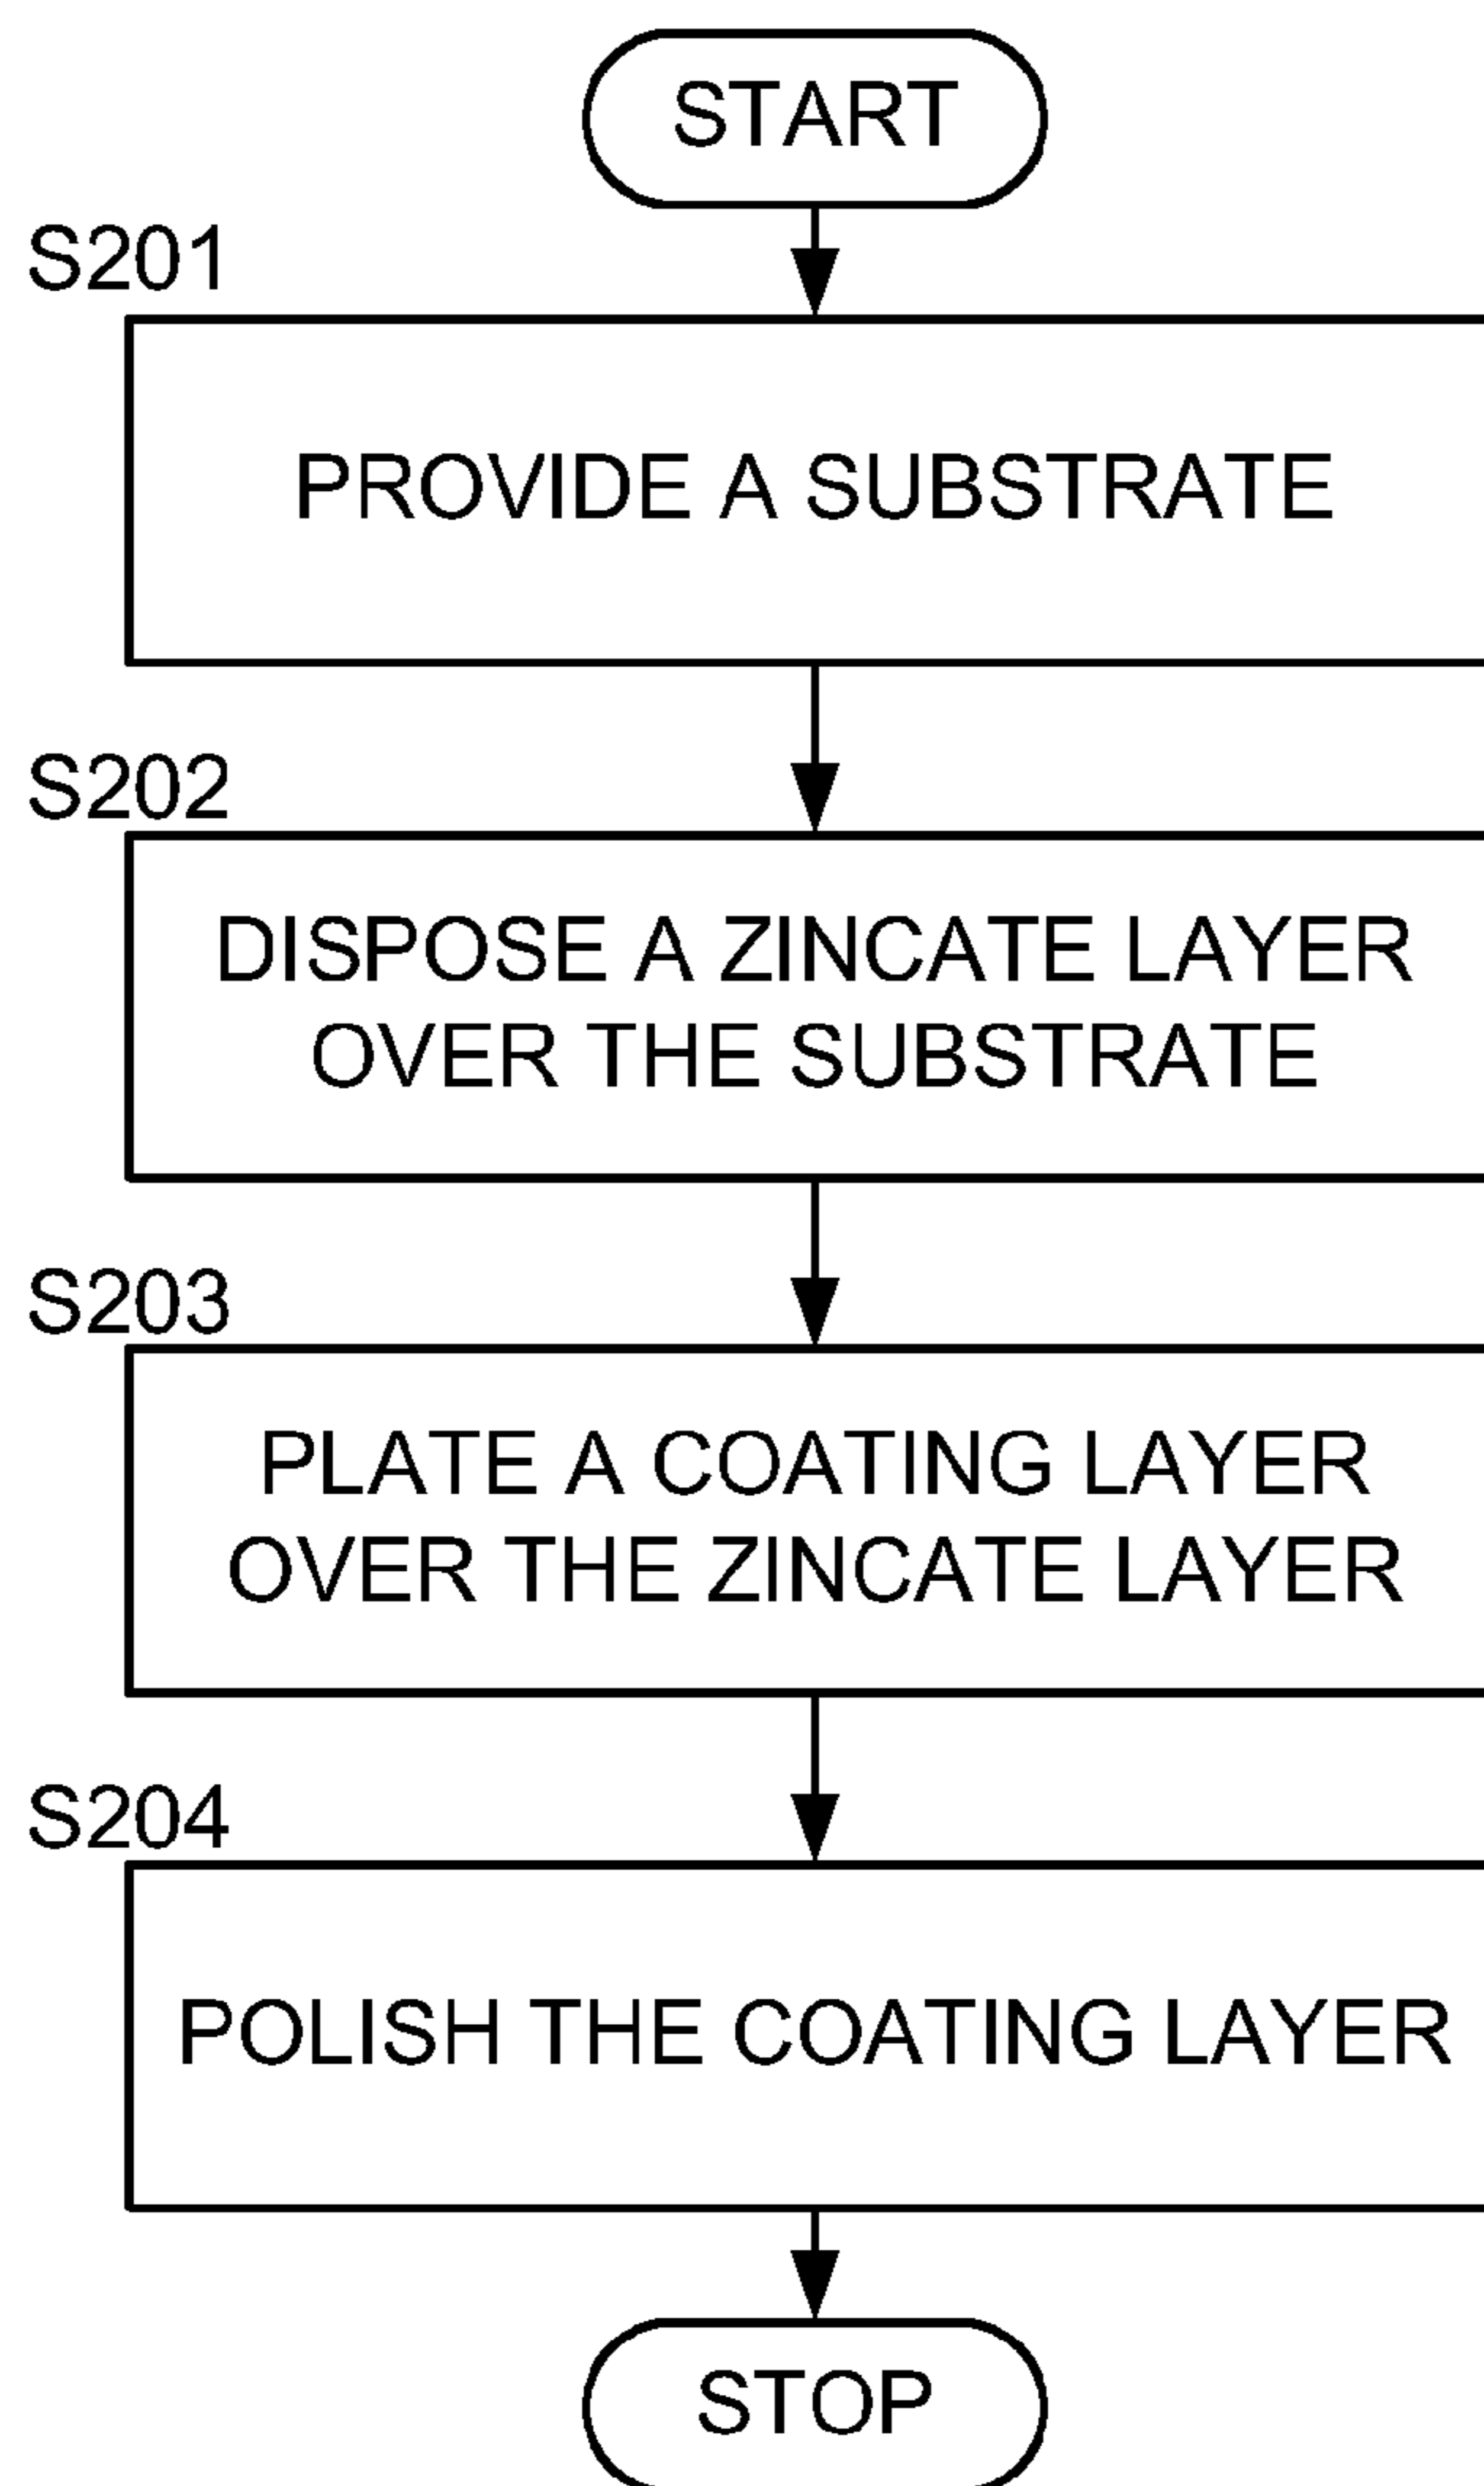 START
S201
PROVIDE A SUBSTRATE
S202
DISPOSE A ZINCATE LAYER
OVER THE SUBSTRATE
S203
PLATE A COATING LAYER
OVER THE ZINCATE LAYER
S204
POLISH THE COATING LAYER
STOP